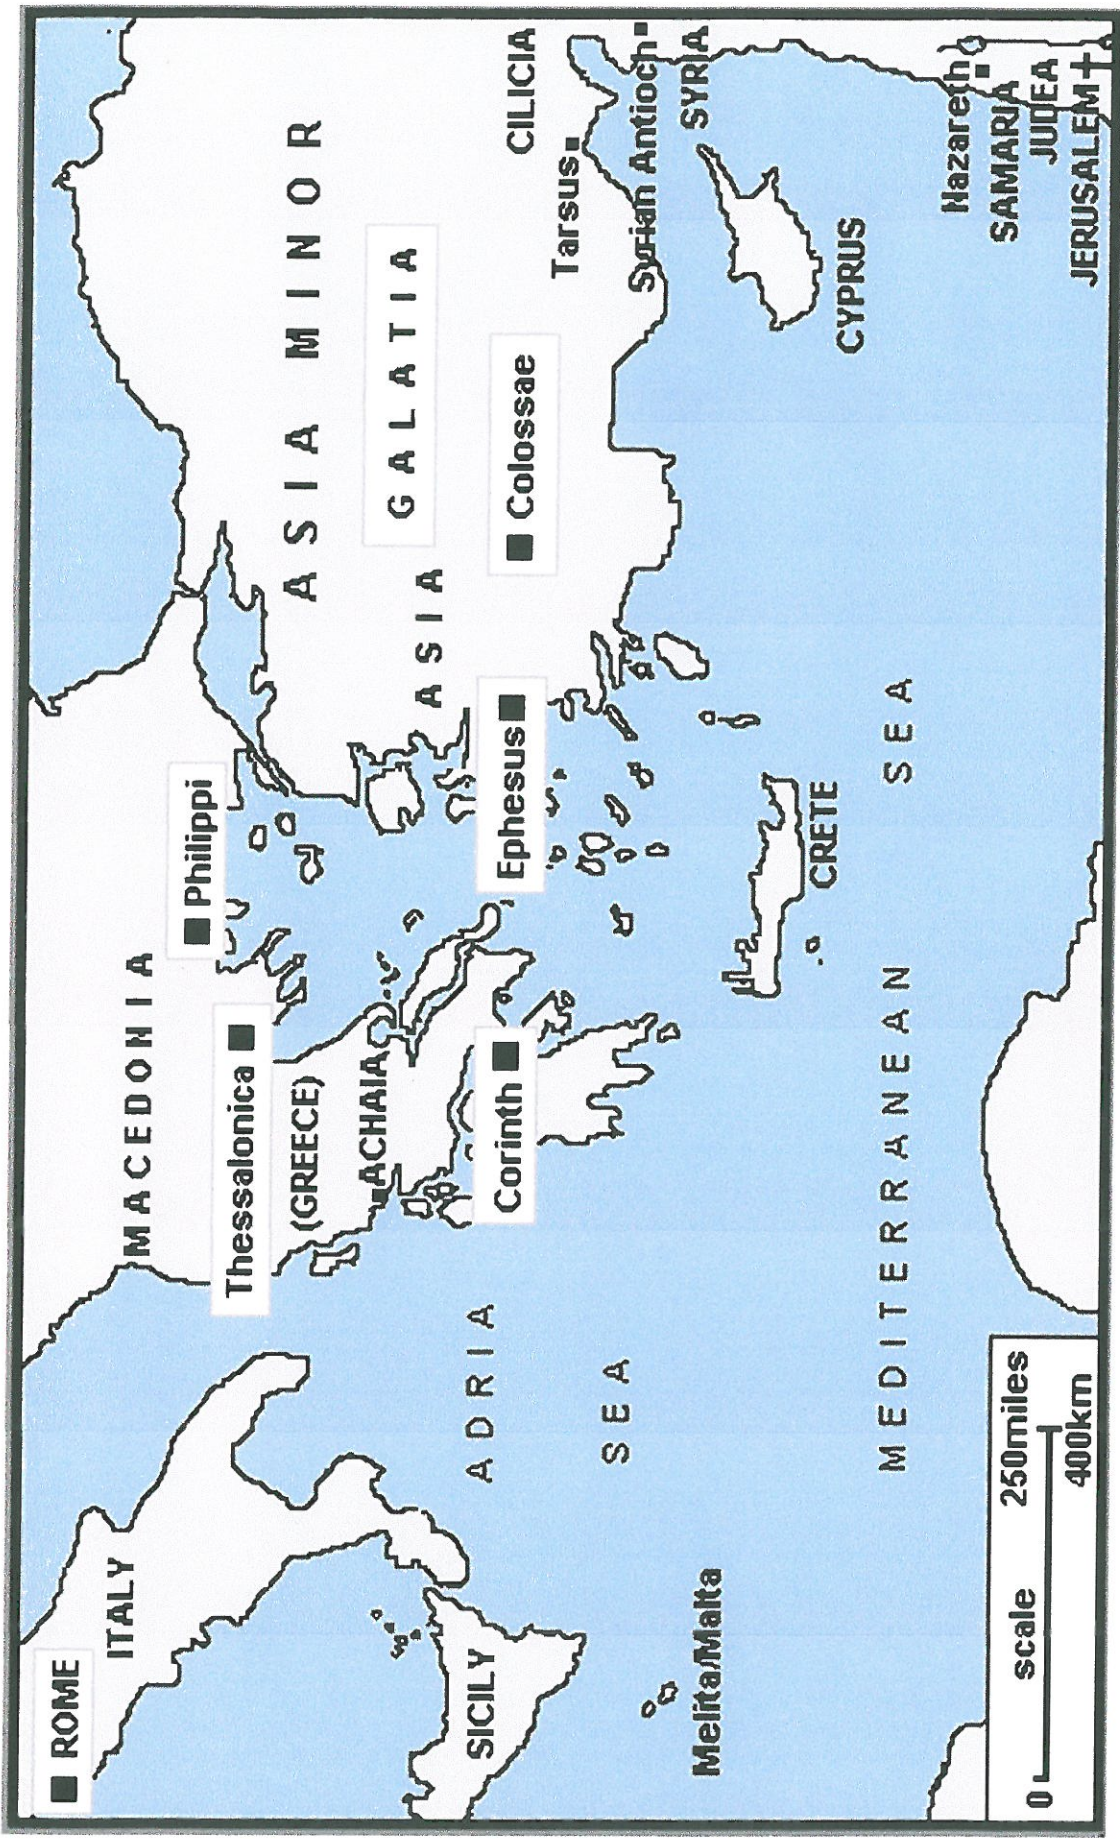 ROME
ITALY
MACEDONIA
Philippi
Thessalonica
(GREECE)
ACHAIA
ASIA MINOR
GALATIA
ASIA
ADRIA
SEA
Corinth
Ephesus
Colossae
CILICIA
Tarsus
Syrian Antioch
SYRIA
SICILY
Melita/Malta
CRETE
CYPRUS
MEDITERRANEAN SEA
Nazareth
SAMARIA
JUDEA
JERUSALEM
scale 250miles
0
400km